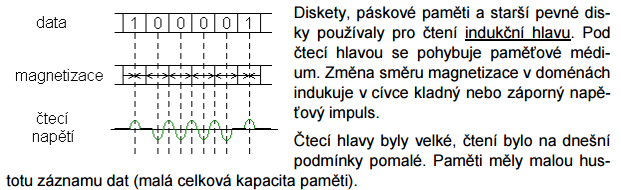 data 1 0 0 0 0 1
magnetizace
čtecí
napětí
Diskety, páskové paměti a starší pevné dis-
ky používaly pro čtení indukční hlavu. Pod
čtecí hlavou se pohybuje paměťové médi-
um. Změna směru magnetizace v doménách
indukuje v cívce kladný nebo záporný napě-
ťový impuls.
Čtecí hlavy byly velké, čtení bylo na dnešní
podmínky pomalé. Paměti měly malou hus-
totu záznamu dat (malá celková kapacita paměti).